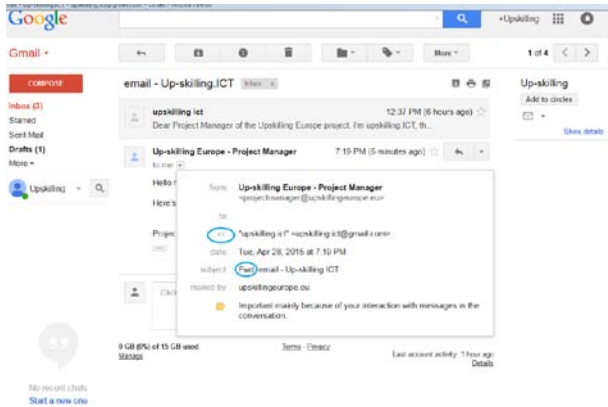 Google
+Upskilling
Gmail
More
1 of 4
COMPOSE
email - Up-skilling.ICT Inbox x
Up-skilling
Add to circles
Show details
Inbox (3)
Starred
Sent Mail
Drafts (1)
More
Upskilling
upskilling ict 12:37 PM (6 hours ago)
Dear Project Manager of the Upskilling Europe project. I'm upskilling.ICT, th...
Up-skilling Europe - Project Manager 7:19 PM (5 minutes ago)
to me
Hello
Here's
Projec
Clic
from: Up-skilling Europe - Project Manager
<projectmanager@upskillingeurope.eu>
to:
"upskilling ict" <upskilling.ict@gmail.com>
date: Tue, Apr 28, 2015 at 7:19 PM
subject: Fwd: email - Up-skilling ICT
mailed-by: upskillingeurope.eu
Important mainly because of your interaction with messages in the
conversation.
0 GB (0%) of 15 GB used
Manage
Terms - Privacy
Last account activity: 1 hour ago
Details
No recent chats
Start a new one